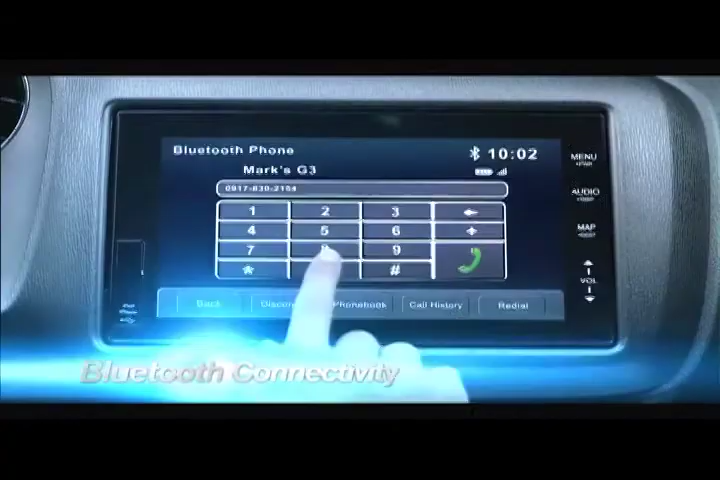 Bluetooth Phone
10:02
Mark's G3
0917-830-2154
1 2 3
4 5 6 +
7 8 9
* #
Back Phonebook Call History Redial
MENU
AUDIO
MAP
VOL
Bluetooth Connectivity